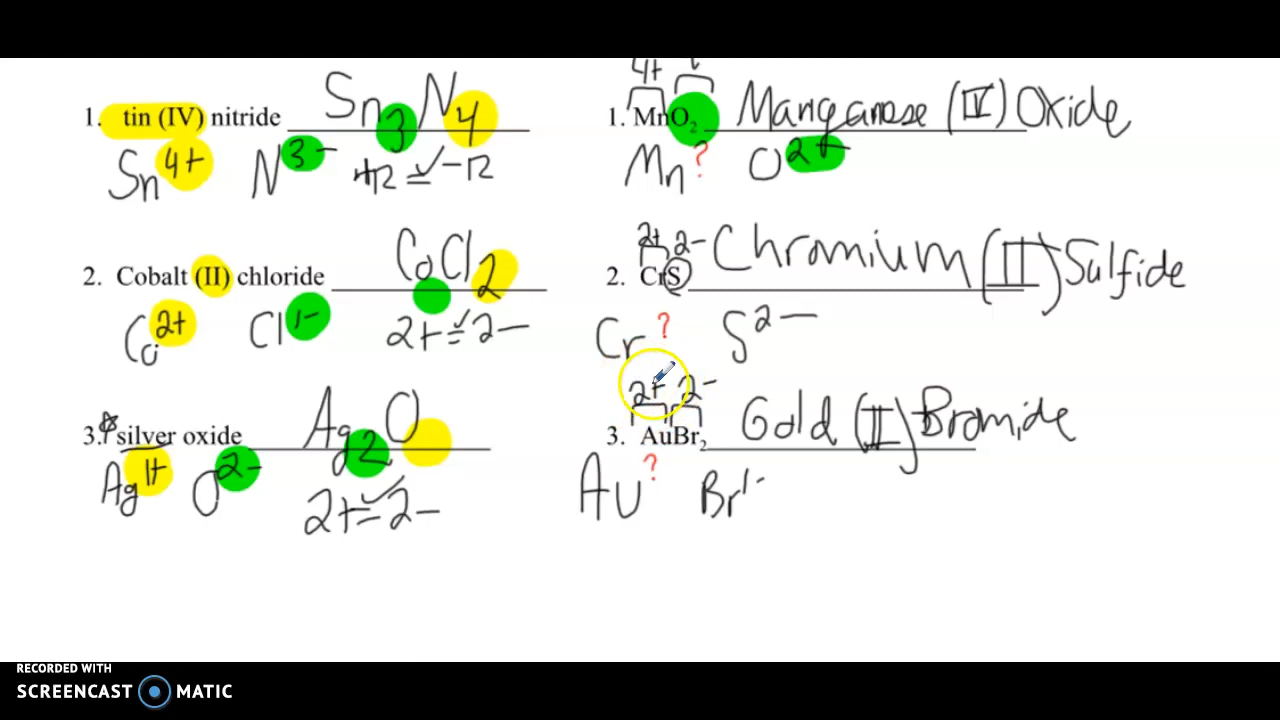 1. tin (IV) nitride Sn3N4
Sn4+ N3- +12 = -12
2. Cobalt (II) chloride CoCl2
Co2+ Cl1- 2+ = 2-
3. silver oxide Ag2O
Ag1+ O2- 2+ = 2-
4+
1. MnO2 Manganese (IV) Oxide
Mn? O2-
2+ 2-
2. CrS Chromium (II) Sulfide
Cr? S2-
2+ 2-
3. AuBr2 Gold (II) Bromide
Au? Br1-
RECORDED WITH
SCREENCAST MATIC